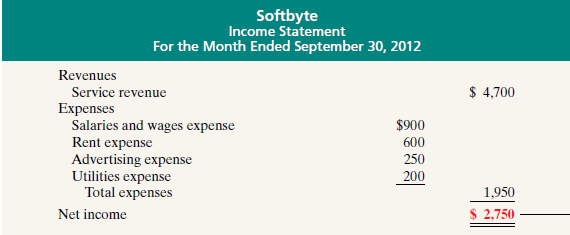 Softbyte
Income Statement
For the Month Ended September 30, 2012
Revenues
Service revenue $ 4,700
Expenses
Salaries and wages expense $900
Rent expense 600
Advertising expense 250
Utilities expense 200
Total expenses 1,950
Net income $ 2,750